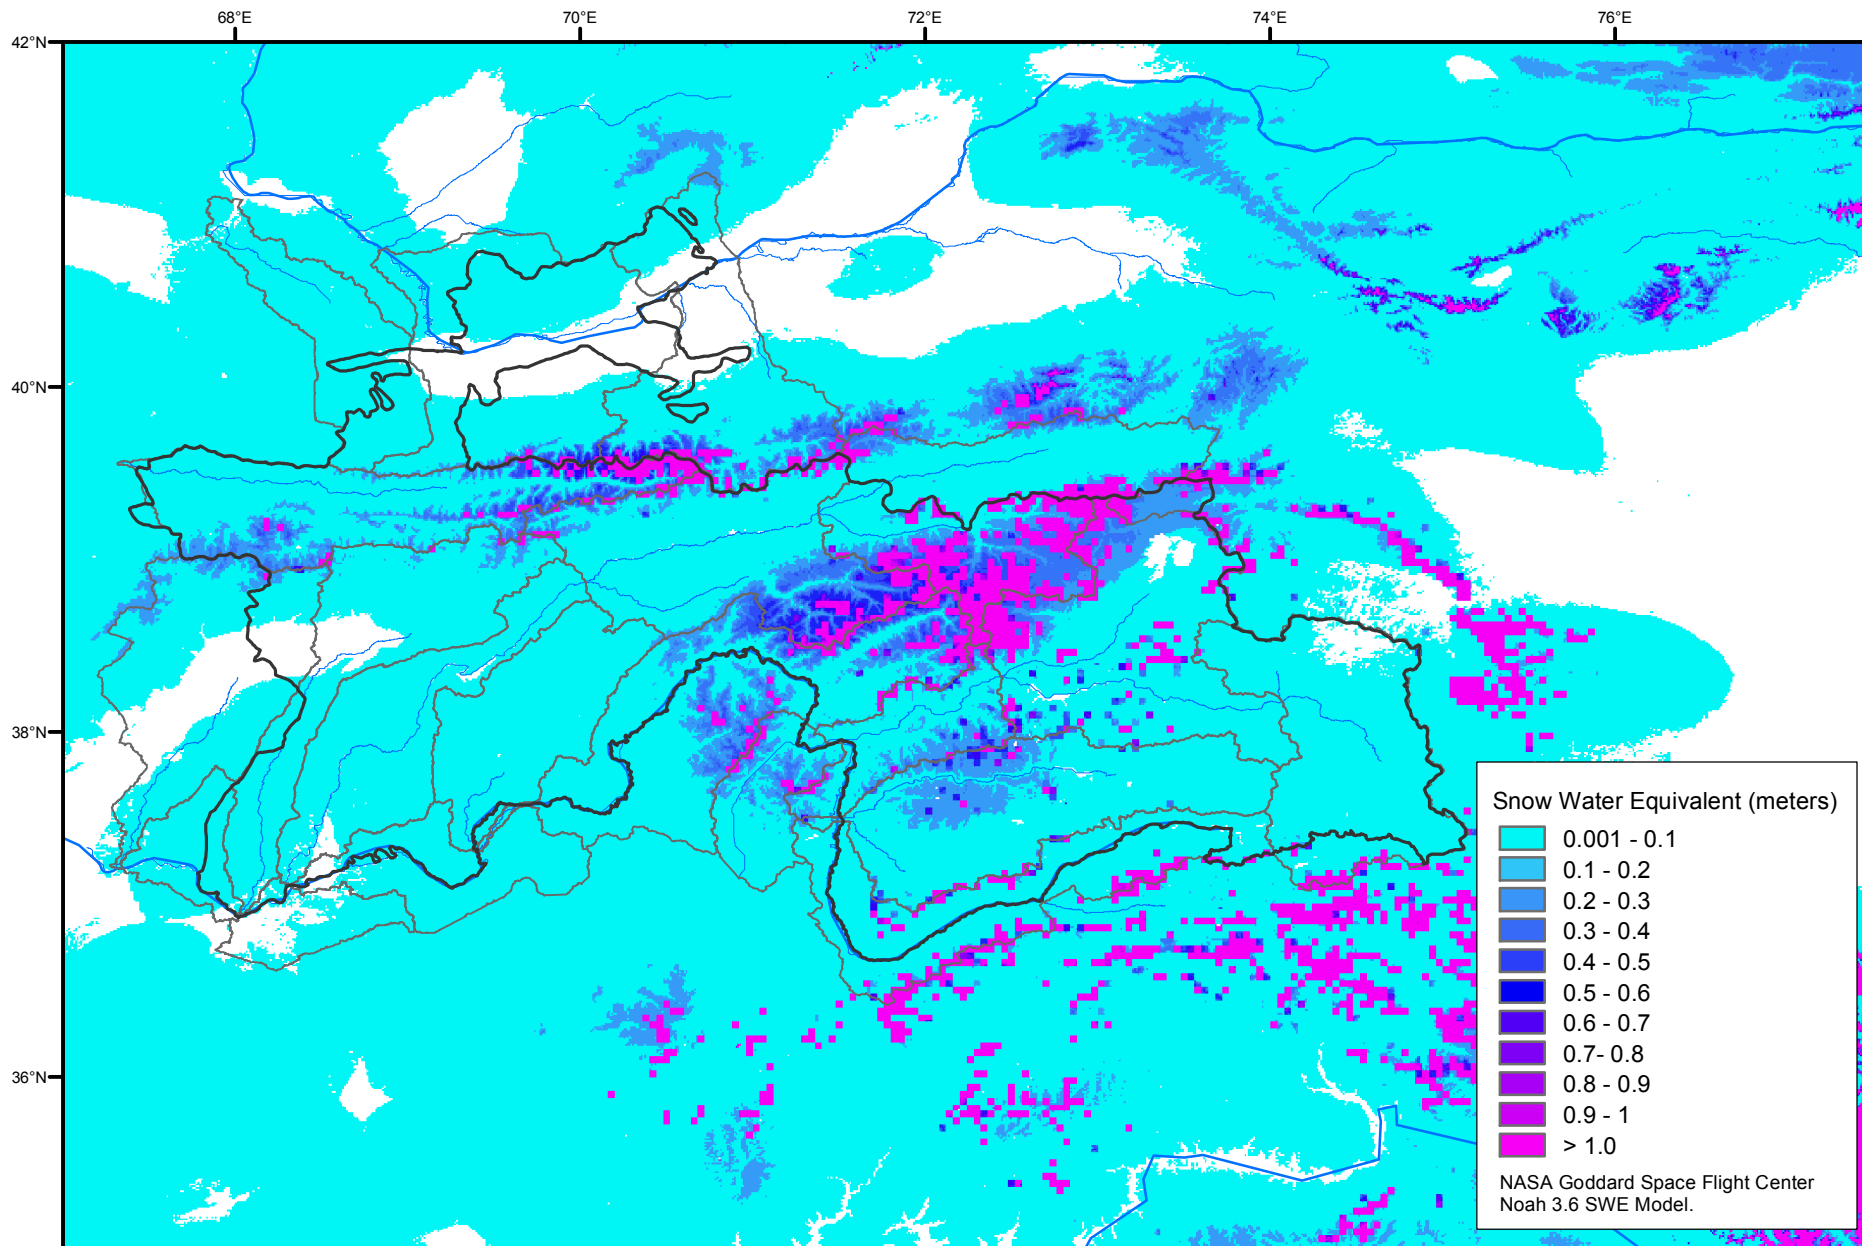 68°E 70°E 72°E 74°E 76°E
42°N
40°N
38°N
36°N
Snow Water Equivalent (meters)
0.001 - 0.1
0.1 - 0.2
0.2 - 0.3
0.3 - 0.4
0.4 - 0.5
0.5 - 0.6
0.6 - 0.7
0.7- 0.8
0.8 - 0.9
0.9 - 1
> 1.0
NASA Goddard Space Flight Center
Noah 3.6 SWE Model.